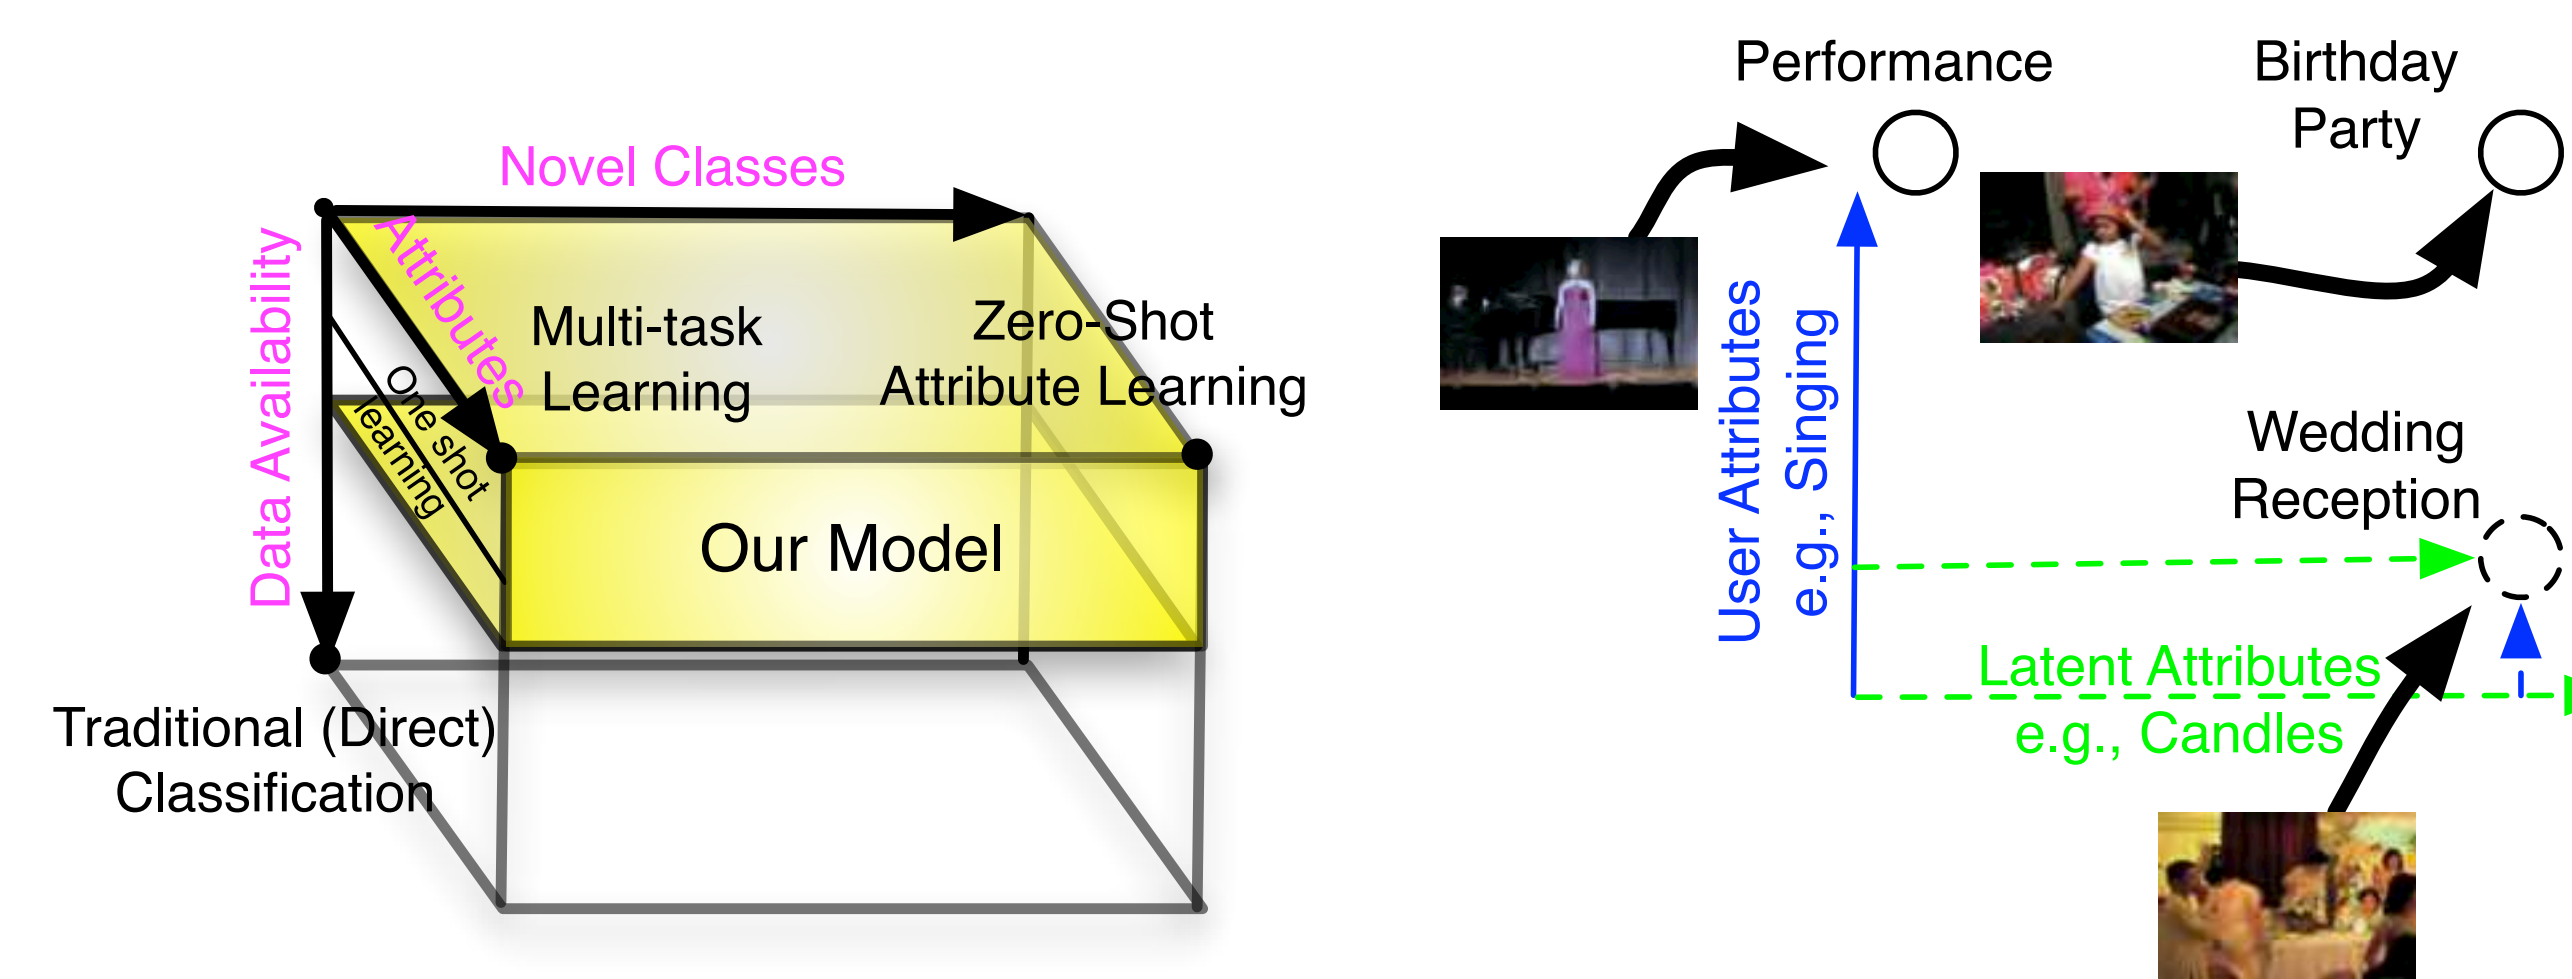 Novel Classes
Attributes
Data Availability
Multi-task
Learning
Zero-Shot
Attribute Learning
One shot
learning
Our Model
Traditional (Direct)
Classification
Performance
Birthday
Party
User Attributes
e.g., Singing
Wedding
Reception
Latent Attributes
e.g., Candles